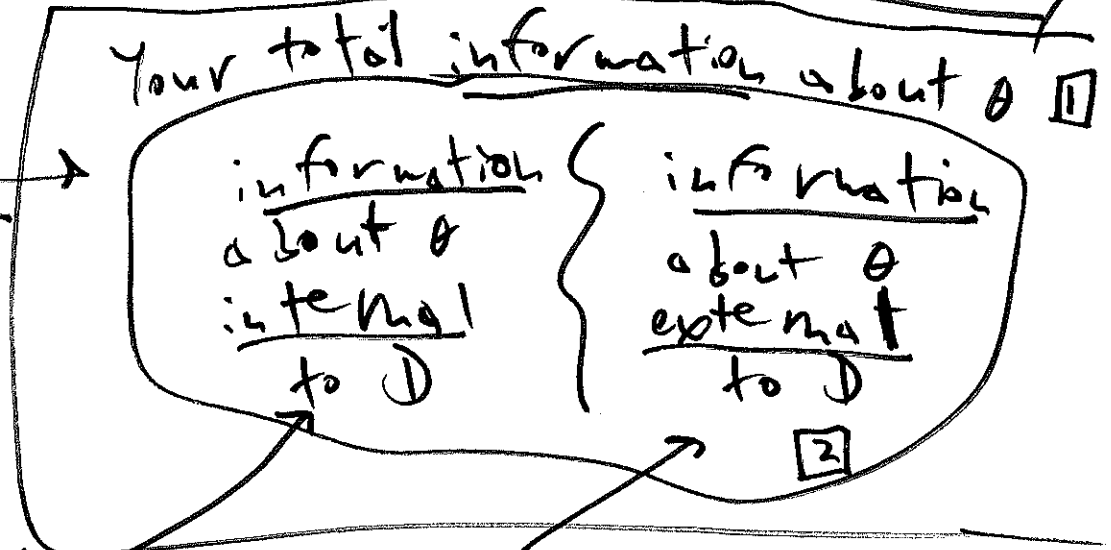 Your total information about θ 1
information
about θ
internal
to D
information
about θ
external
to D
2